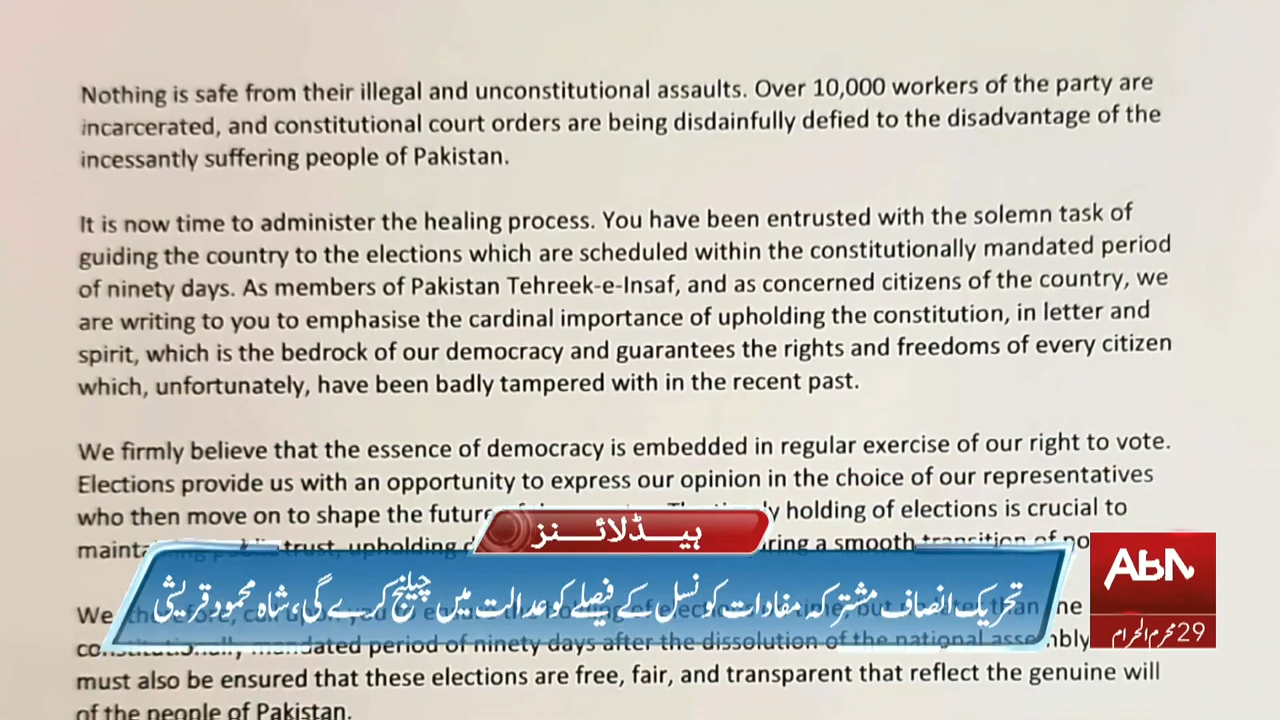 Nothing is safe from their illegal and unconstitutional assaults. Over 10,000 workers of the party are
incarcerated, and constitutional court orders are being disdainfully defied to the disadvantage of the
incessantly suffering people of Pakistan.
It is now time to administer the healing process. You have been entrusted with the solemn task of
guiding the country to the elections which are scheduled within the constitutionally mandated period
of ninety days. As members of Pakistan Tehreek-e-Insaf, and as concerned citizens of the country, we
are writing to you to emphasise the cardinal importance of upholding the constitution, in letter and
spirit, which is the bedrock of our democracy and guarantees the rights and freedoms of every citizen
which, unfortunately, have been badly tampered with in the recent past.
We firmly believe that the essence of democracy is embedded in regular exercise of our right to vote.
Elections provide us with an opportunity to express our opinion in the choice of our representatives
who then move on to shape the future holding of elections is crucial to
trust, upholding a smooth transition of
ہیڈلائنز
تحریک انصاف مشترکہ مفادات کونسل کے فیصلے کو عدالت میں چیلنج کرے گی، شاہ محمود قریشی
AbN
29 محرم الحرام
We than
mandated period of ninety days after the dissolution of the national assembly
must also be ensured that these elections are free, fair, and transparent that reflect the genuine will
of the people of Pakistan.